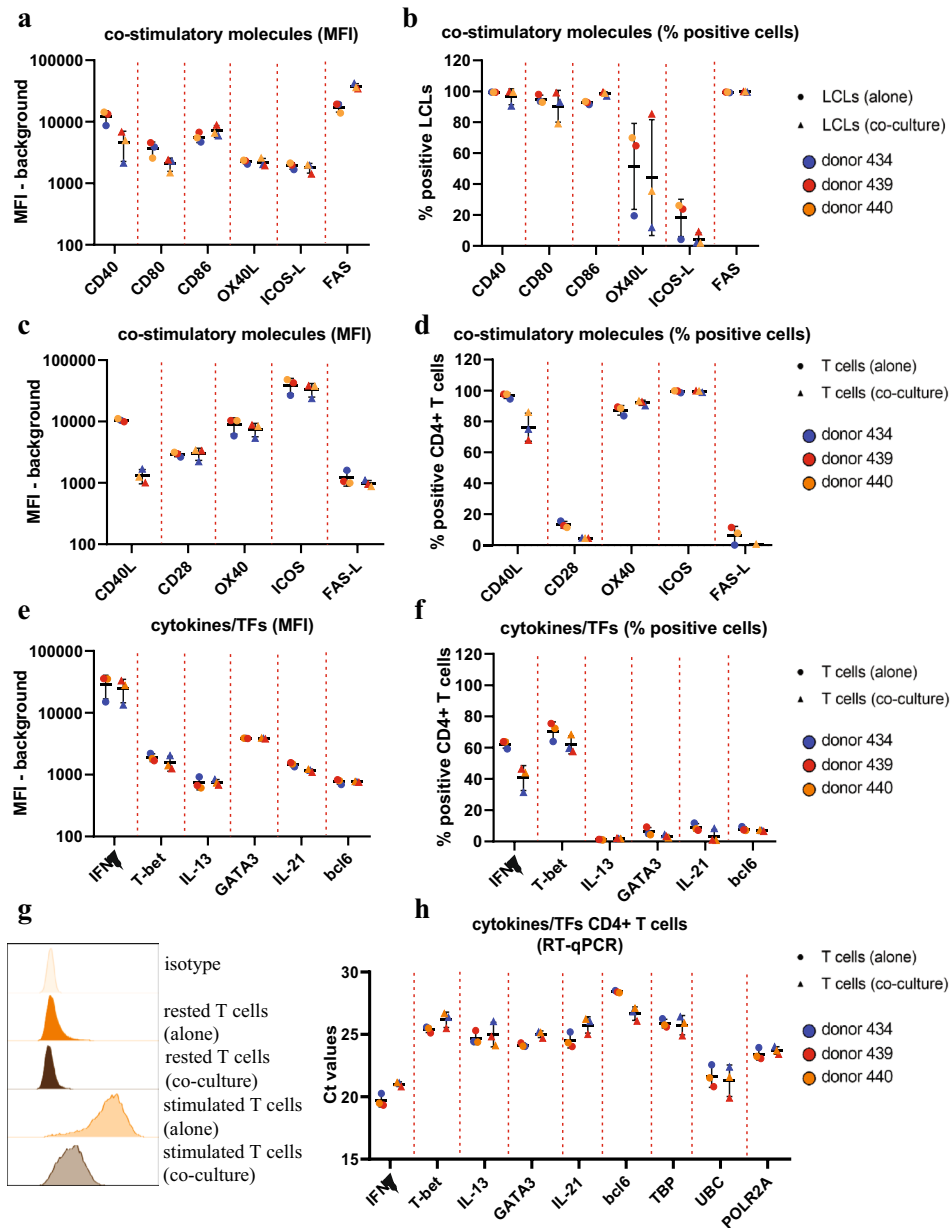 a
co-stimulatory molecules (MFI)
MFI - background
100000
10000
1000
100
CD40
CD80
CD86
OX40L
ICOS-L
FAS
b
co-stimulatory molecules (% positive cells)
% positive LCLs
120
100
80
60
40
20
0
CD40
CD80
CD86
OX40L
ICOS-L
FAS
LCLs (alone)
LCLs (co-culture)
donor 434
donor 439
donor 440
c
co-stimulatory molecules (MFI)
MFI - background
100000
10000
1000
100
CD40L
CD28
OX40
ICOS
FAS-L
d
co-stimulatory molecules (% positive cells)
% positive CD4+ T cells
120
100
80
60
40
20
0
CD40L
CD28
OX40
ICOS
FAS-L
T cells (alone)
T cells (co-culture)
donor 434
donor 439
donor 440
e
cytokines/TFs (MFI)
MFI - background
100000
10000
1000
100
IFN
T-bet
IL-13
GATA3
IL-21
bcl6
f
cytokines/TFs (% positive cells)
% positive CD4+ T cells
120
100
80
60
40
20
0
IFN
T-bet
IL-13
GATA3
IL-21
bcl6
T cells (alone)
T cells (co-culture)
donor 434
donor 439
donor 440
g
isotype
rested T cells
(alone)
rested T cells
(co-culture)
stimulated T cells
(alone)
stimulated T cells
(co-culture)
h
cytokines/TFs CD4+ T cells
(RT-qPCR)
Ct values
30
25
20
15
IFN
T-bet
IL-13
GATA3
IL-21
bcl6
TBP
UBC
POLR2A
T cells (alone)
T cells (co-culture)
donor 434
donor 439
donor 440